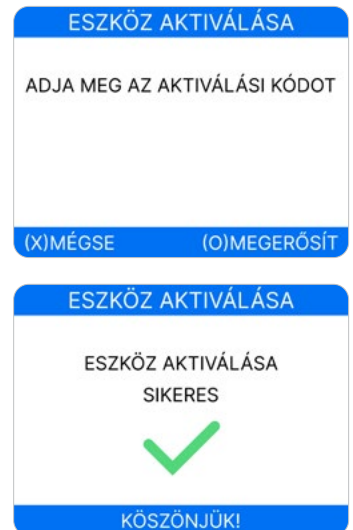 ESZKÖZ AKTIVÁLÁSA
ADJA MEG AZ AKTIVÁLÁSI KÓDOT
(X)MÉGSE (O)MEGERŐSÍT
ESZKÖZ AKTIVÁLÁSA
ESZKÖZ AKTIVÁLÁSA
SIKERES
KÖSZÖNJÜK!